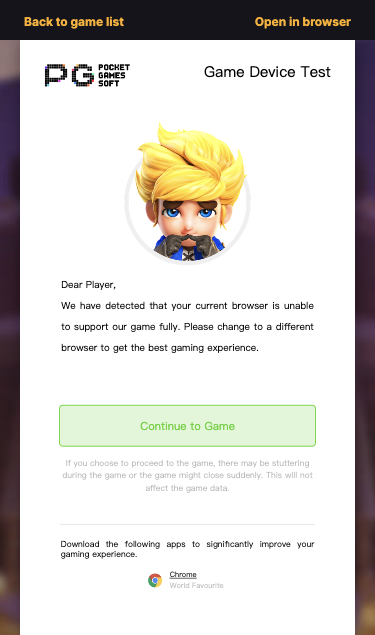 Back to game list
Open in browser
PG POCKET
GAMES
SOFT
Game Device Test
Dear Player,
We have detected that your current browser is unable
to support our game fully. Please change to a different
browser to get the best gaming experience.
Continue to Game
If you choose to proceed to the game, there may be stuttering
during the game or the game might close suddenly. This will not
affect the game data.
Download the following apps to significantly improve your
gaming experience.
Chrome
World Favourite